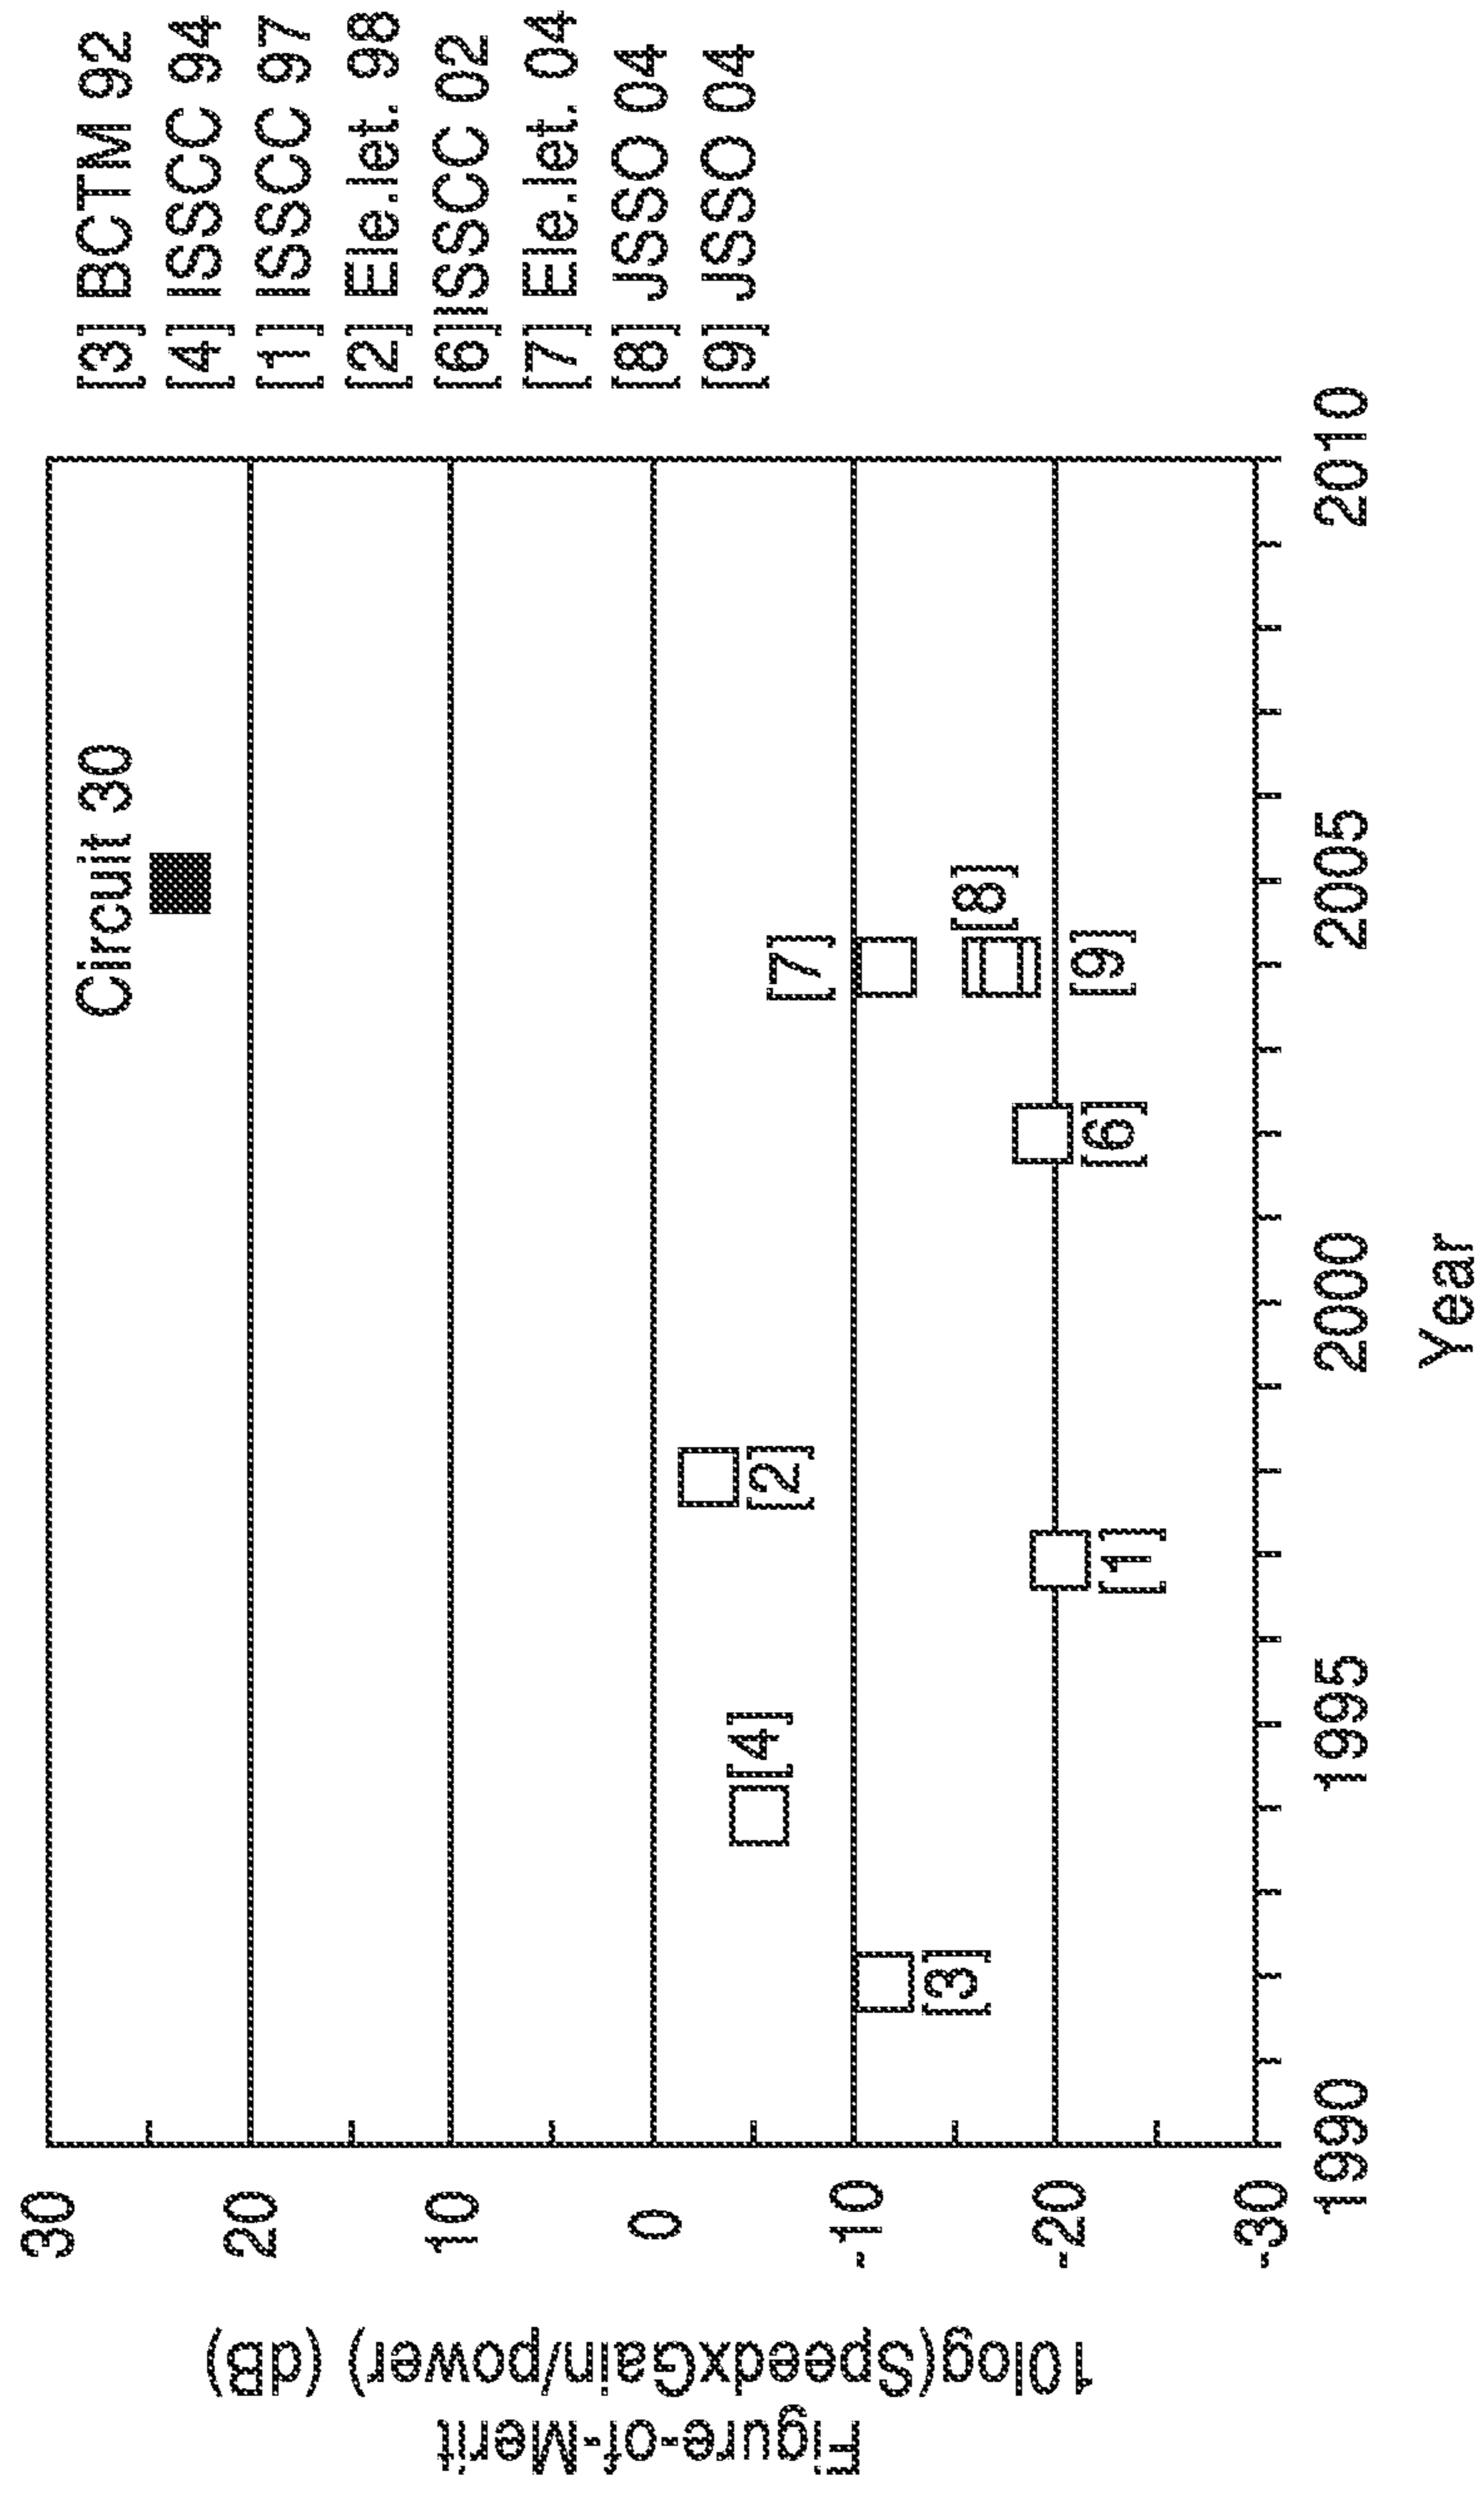 Figure-of-Merit
10log(SpeedxGain/power) (dB)
30
20
10
0
-10
-20
-30
Circuit 30
[7]
[8]
[9]
[6]
[2]
[1]
[4]
[3]
1990
1995
2000
2005
2010
Year
[3] BCTM 92
[4] ISSCC 94
[1] ISSCC 97
[2] Ele.let. 98
[6]ISSCC 02
[7] Ele.let. 04
[8] JSSO 04
[9] JSSO 04